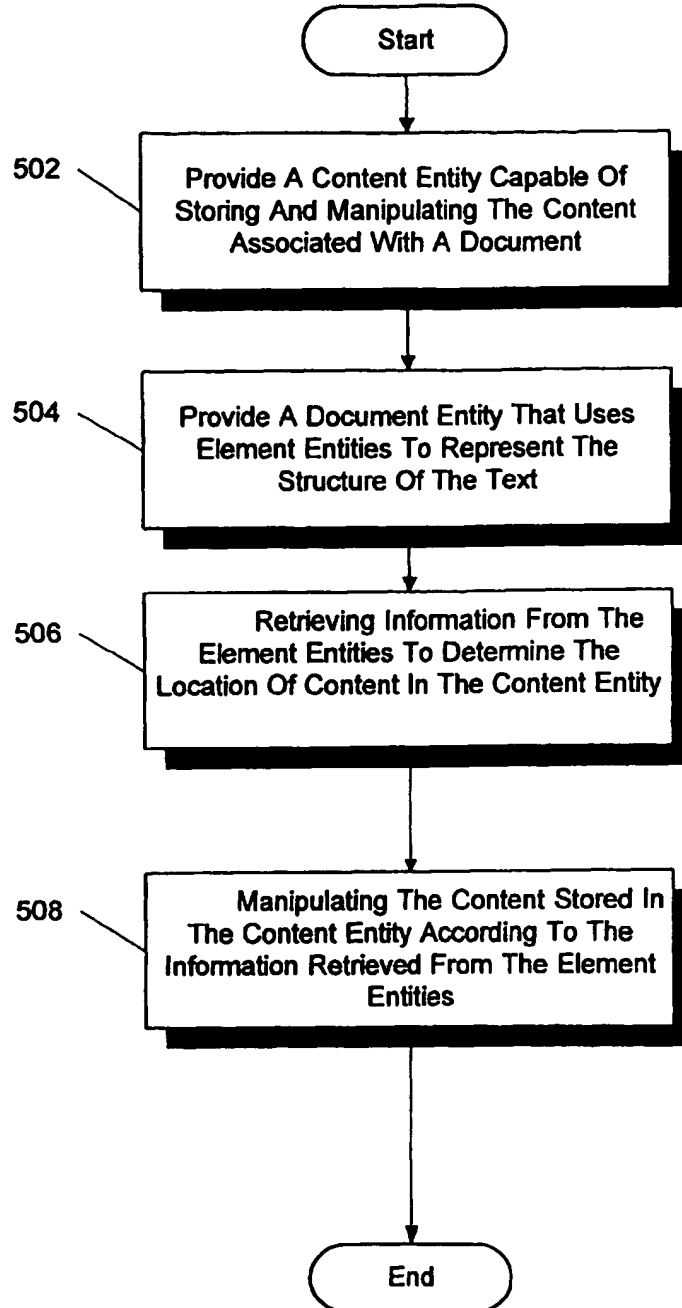 Start
502
Provide A Content Entity Capable Of
Storing And Manipulating The Content
Associated With A Document
504
Provide A Document Entity That Uses
Element Entities To Represent The
Structure Of The Text
506
Retrieving Information From The
Element Entities To Determine The
Location Of Content In The Content Entity
508
Manipulating The Content Stored In
The Content Entity According To The
Information Retrieved From The Element
Entities
End